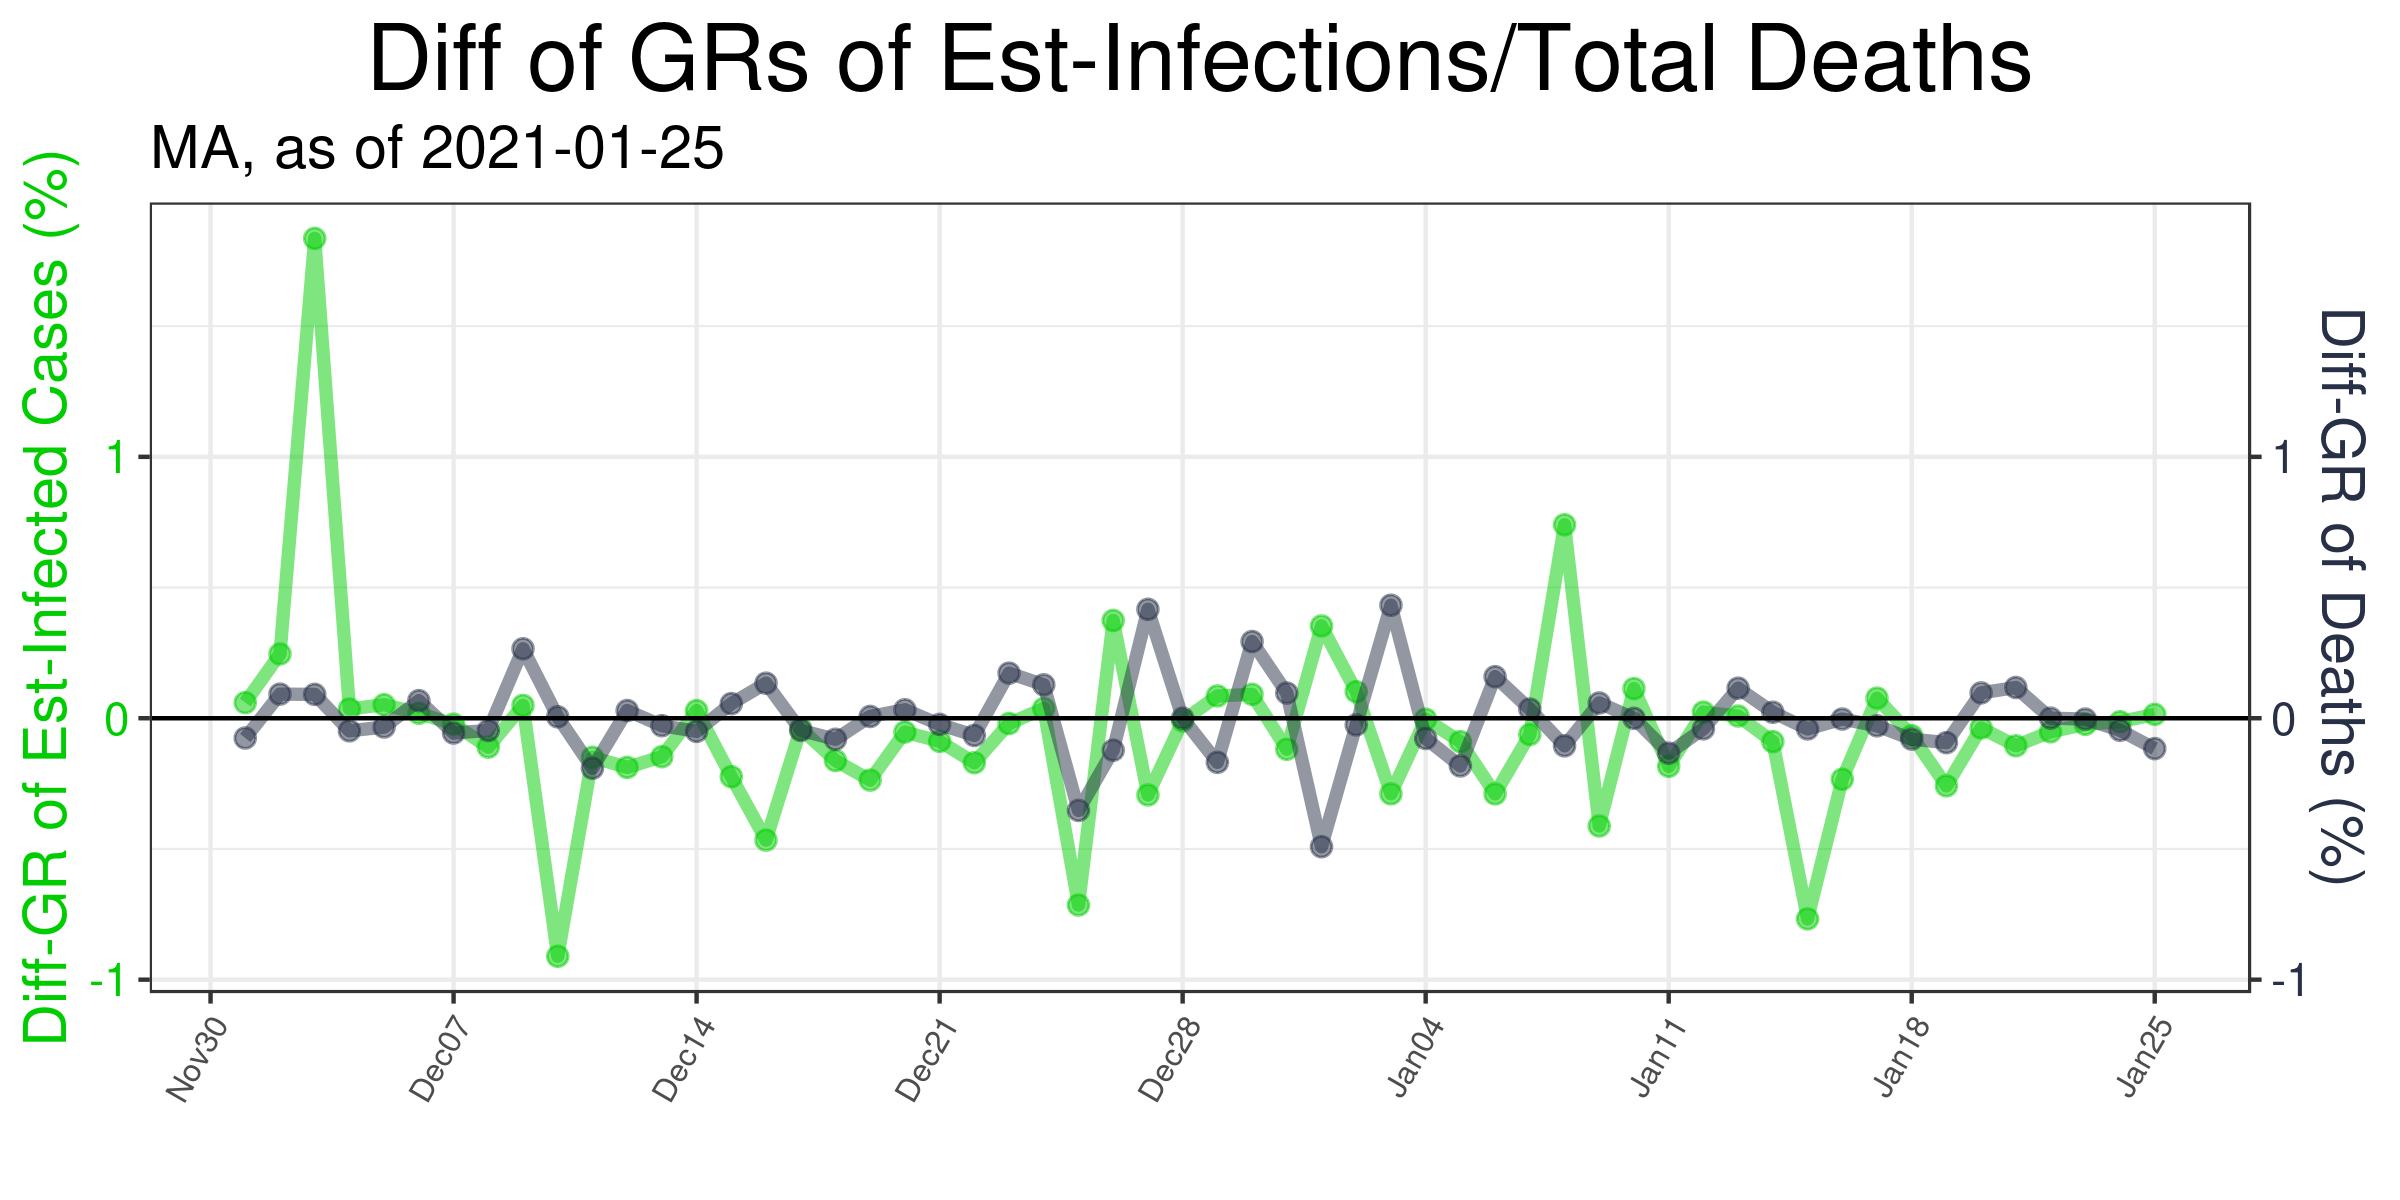 Diff of GRs of Est-Infections/Total Deaths
MA, as of 2021-01-25
Diff-GR of Est-Infected Cases (%)
1
0
-1
1
0
-1
Diff-GR of Deaths (%)
Nov30
Dec07
Dec14
Dec21
Dec28
Jan04
Jan11
Jan18
Jan25